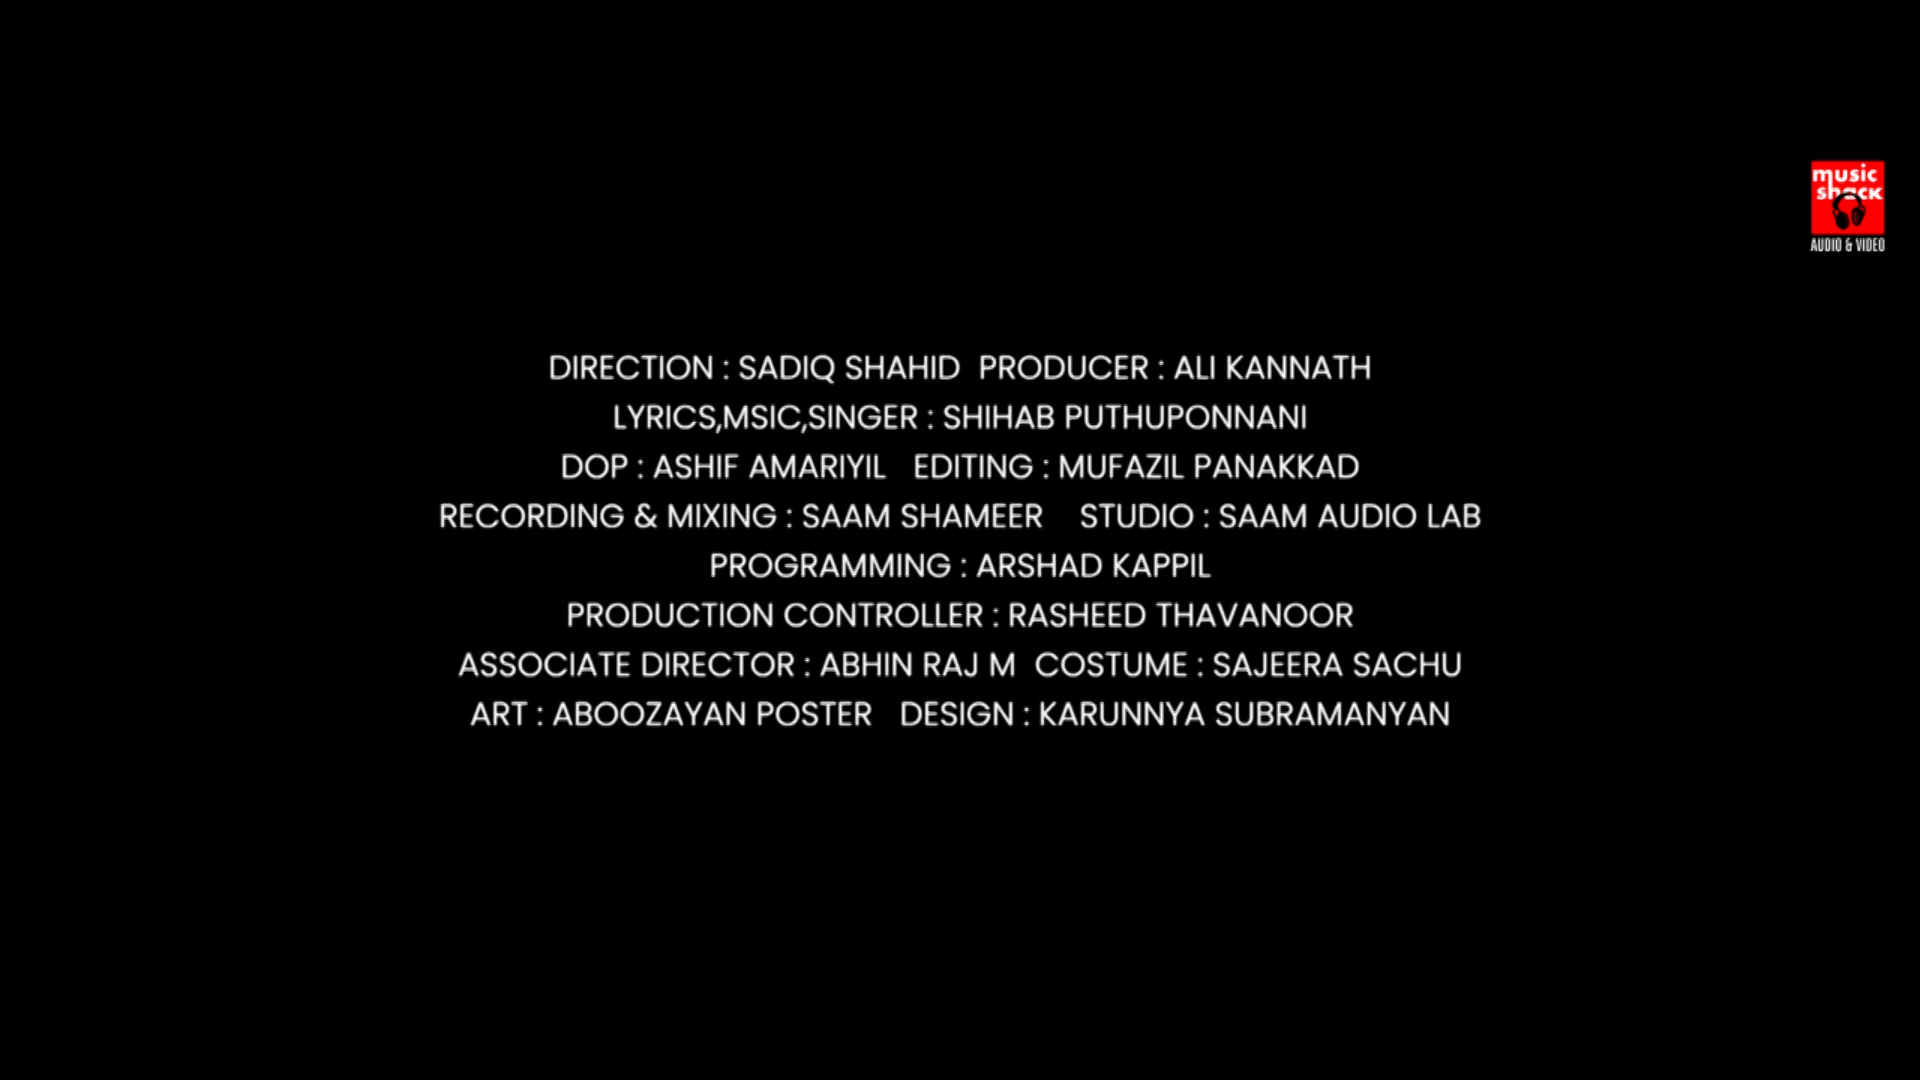 music
shack
AUDIO & VIDEO
DIRECTION : SADIQ SHAHID  PRODUCER : ALI KANNATH
LYRICS,MSIC,SINGER : SHIHAB PUTHUPONNANI
DOP : ASHIF AMARIYIL   EDITING : MUFAZIL PANAKKAD
RECORDING & MIXING : SAAM SHAMEER    STUDIO : SAAM AUDIO LAB
PROGRAMMING : ARSHAD KAPPIL
PRODUCTION CONTROLLER : RASHEED THAVANOOR
ASSOCIATE DIRECTOR : ABHIN RAJ M  COSTUME : SAJEERA SACHU
ART : ABOOZAYAN POSTER   DESIGN : KARUNNYA SUBRAMANYAN